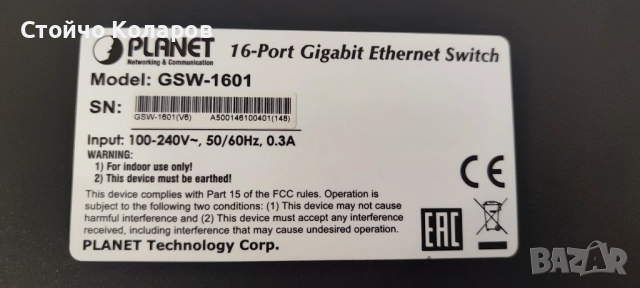 Стойчо Коларов
PLANET
Networking & Communication
16-Port Gigabit Ethernet Switch
Model: GSW-1601
SN:
GSW-1601(V6) A500146100401(148)
Input: 100-240V~, 50/60Hz, 0.3A
WARNING:
1) For indoor use only!
2) This device must be earthed!
This device complies with Part 15 of the FCC rules. Operation is
subject to the following two conditions: (1) This device may not cause
harmful interference and (2) This device must accept any interference
received, including interference that may cause undesired operation.
PLANET Technology Corp.
CE
EAC
BAZAR